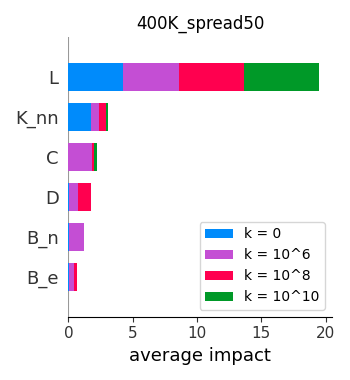 400K_spread50
L
K_nn
C
D
B_n
B_e
k = 0
k = 10^6
k = 10^8
k = 10^10
0 5 10 15 20
average impact